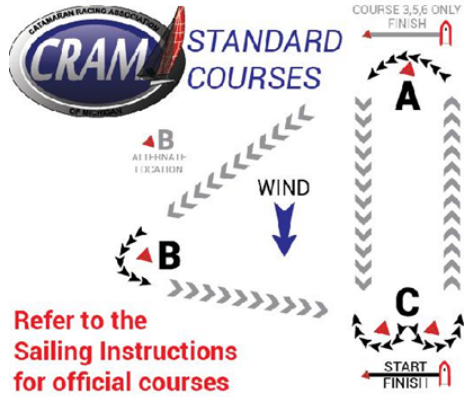 CATAMARAN RACING ASSOCIATION
CRAM
OF MICHIGAN
STANDARD
COURSES
COURSE 3,5,6 ONLY
FINISH
A
B
ALTERNATE
LOCATION
WIND
B
C
Refer to the
Sailing Instructions
for official courses
START
FINISH